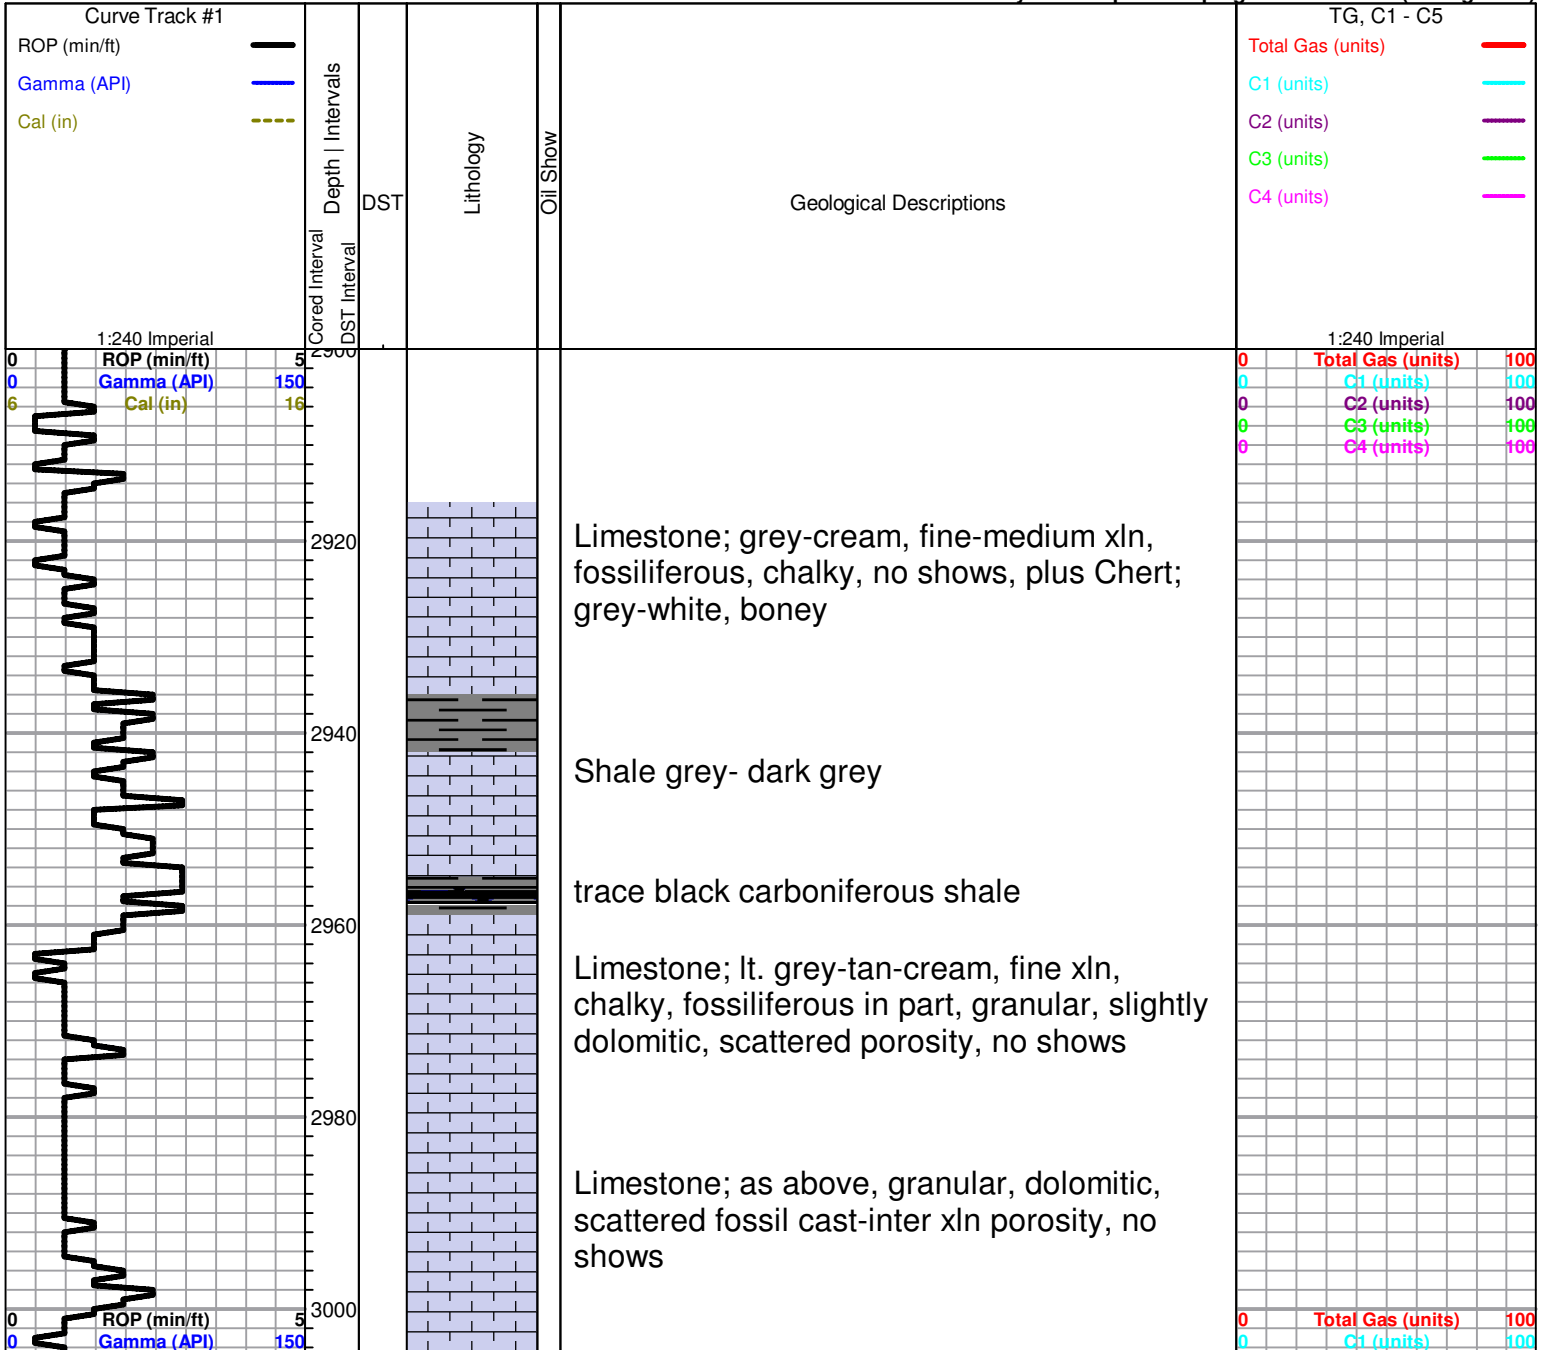 Curve Track #1
ROP (min/ft)
Gamma (API)
Cal (in)
1:240 Imperial
Depth | Intervals
Cored Interval
DST Interval
DST
Lithology
Oil Show
Geological Descriptions
TG, C1 - C5
Total Gas (units)
C1 (units)
C2 (units)
C3 (units)
C4 (units)
1:240 Imperial
0 ROP (min/ft) 5
0 Gamma (API) 150
6 Cal (in) 16
2900
0 Total Gas (units) 100
0 C1 (units) 100
0 C2 (units) 100
0 C3 (units) 100
0 C4 (units) 100
2920
Limestone; grey-cream, fine-medium xln,
fossiliferous, chalky, no shows, plus Chert;
grey-white, boney
2940
Shale grey- dark grey
trace black carboniferous shale
2960
Limestone; lt. grey-tan-cream, fine xln,
chalky, fossiliferous in part, granular, slightly
dolomitic, scattered porosity, no shows
2980
Limestone; as above, granular, dolomitic,
scattered fossil cast-inter xln porosity, no
shows
3000
0 ROP (min/ft) 5
0 Gamma (API) 150
0 Total Gas (units) 100
0 C1 (units) 100